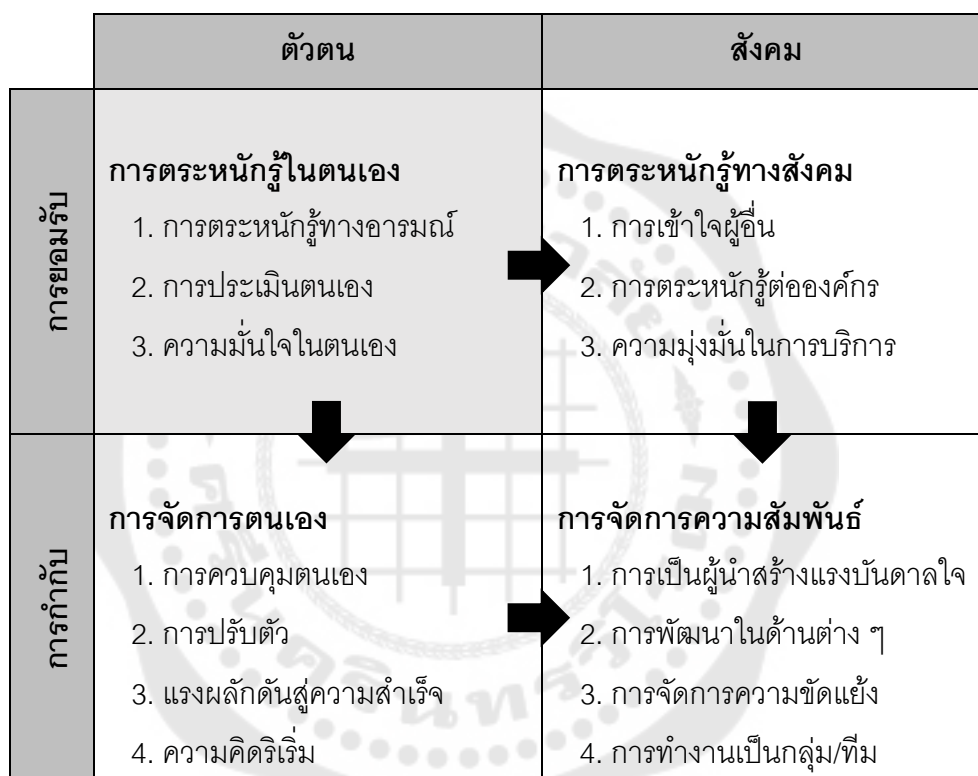 ตัวตน
สังคม
การยอมรับ
การตระหนักรู้ในตนเอง
1. การตระหนักรู้ทางอารมณ์
2. การประเมินตนเอง
3. ความมั่นใจในตนเอง
การตระหนักรู้ทางสังคม
1. การเข้าใจผู้อื่น
2. การตระหนักรู้ต่อองค์กร
3. ความมุ่งมั่นในการบริการ
การกำกับ
การจัดการตนเอง
1. การควบคุมตนเอง
2. การปรับตัว
3. แรงผลักดันสู่ความสำเร็จ
4. ความคิดริเริ่ม
การจัดการความสัมพันธ์
1. การเป็นผู้นำสร้างแรงบันดาลใจ
2. การพัฒนาในด้านต่าง ๆ
3. การจัดการความขัดแย้ง
4. การทำงานเป็นกลุ่ม/ทีม